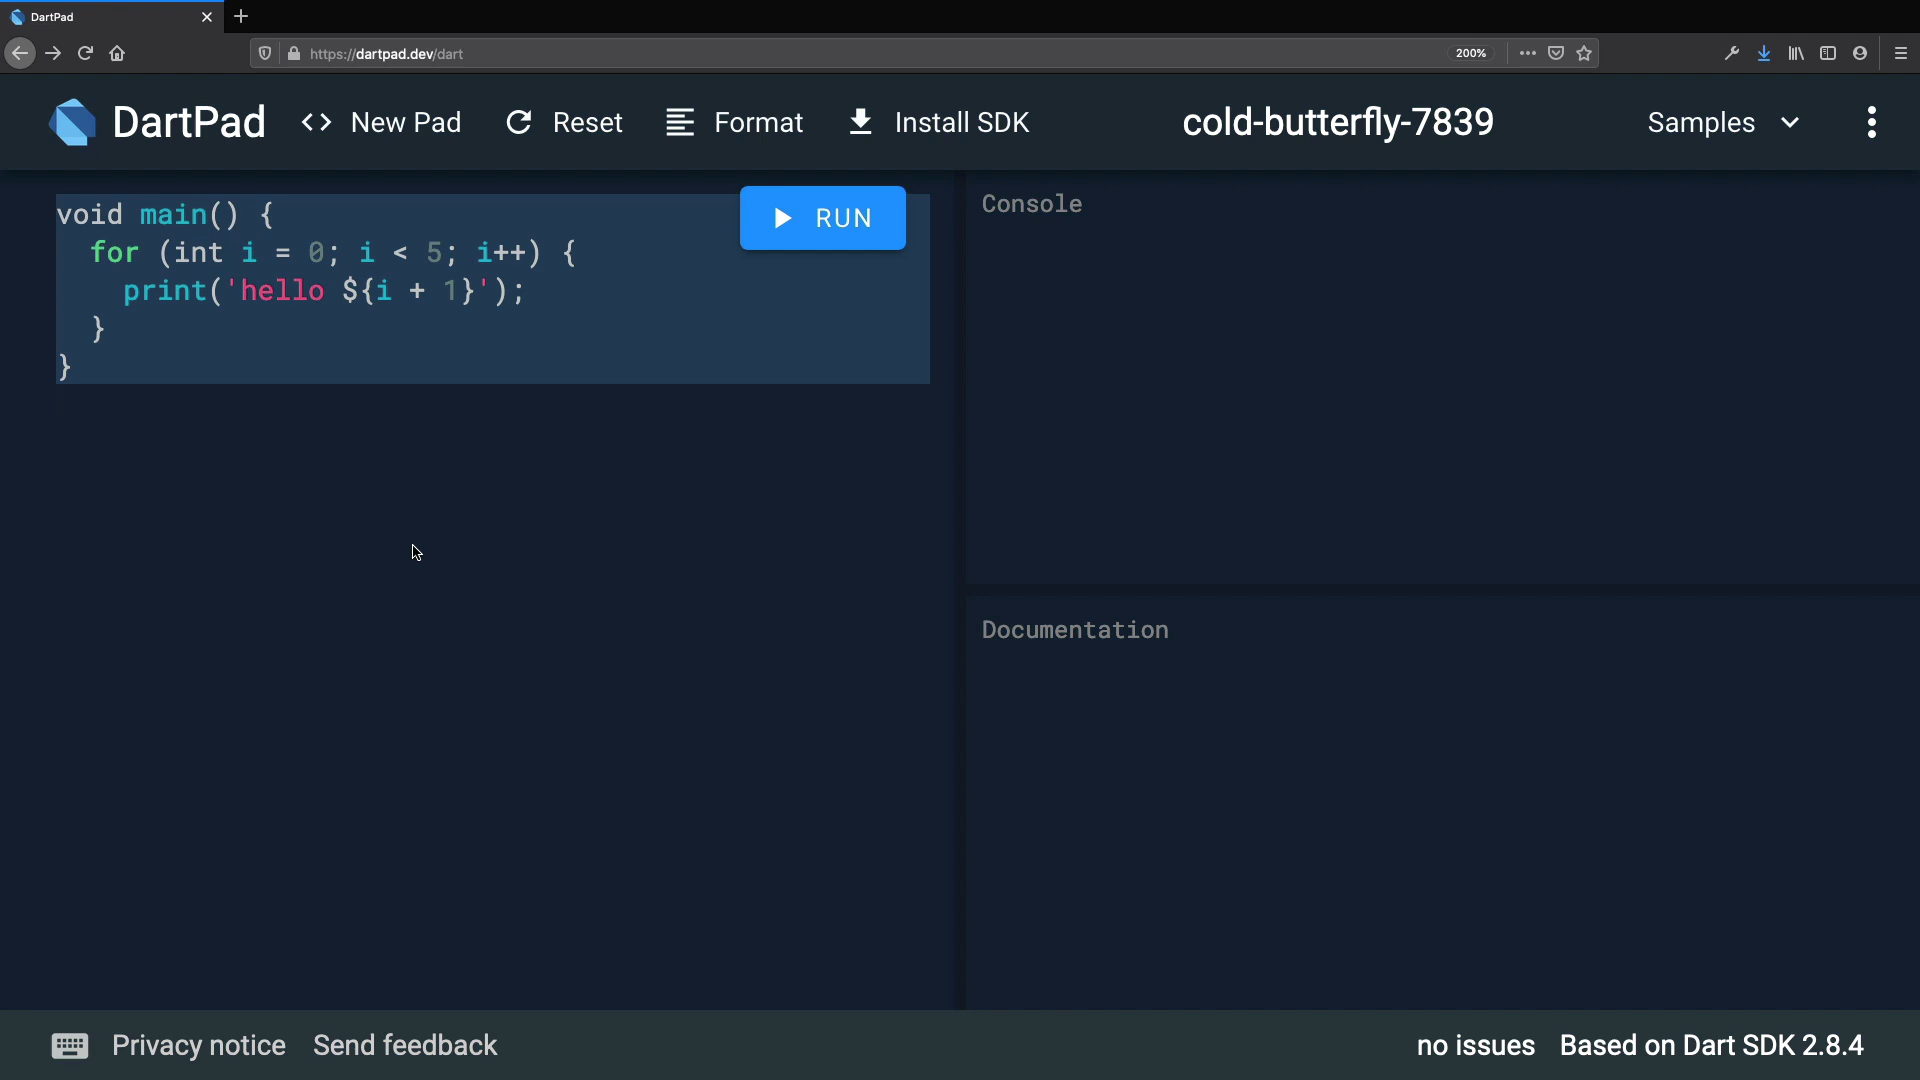 DartPad
https://dartpad.dev/dart
200%
DartPad
New Pad
Reset
Format
Install SDK
cold-butterfly-7839
Samples
void main() {
  for (int i = 0; i < 5; i++) {
    print('hello ${i + 1}');
  }
}
RUN
Console
Documentation
Privacy notice
Send feedback
no issues
Based on Dart SDK 2.8.4